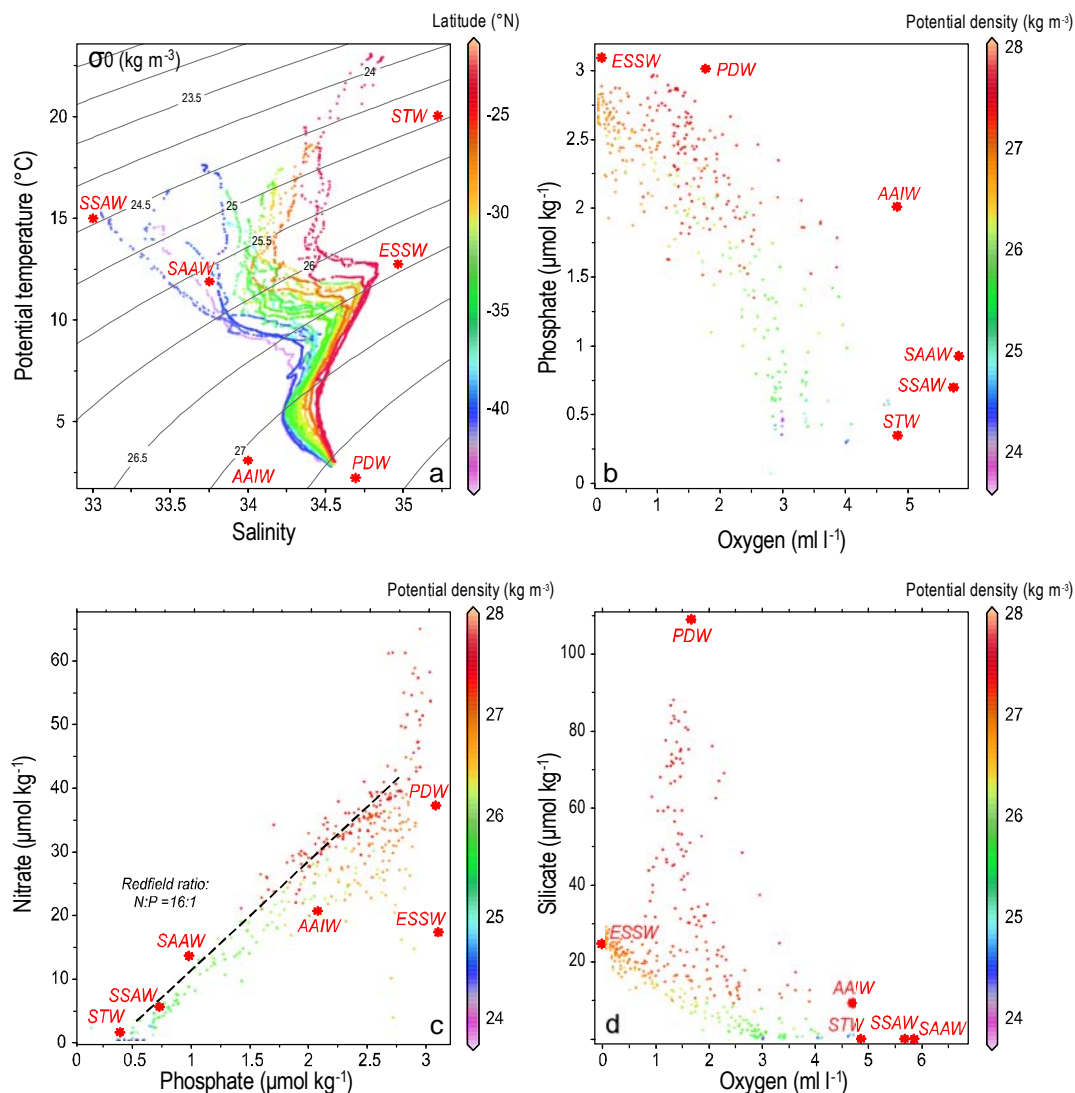 Latitude (°N)
σ0 (kg m-3)
24
23.5
24.5
25
25.5
26
26.5
27
STW
SSAW
SAAW
ESSW
AAIW
PDW
a
20
15
10
5
Potential temperature (°C)
33
33.5
34
34.5
35
Salinity
-25
-30
-35
-40
Potential density (kg m-3)
ESSW
PDW
AAIW
SAAW
SSAW
STW
b
3
2.5
2
1.5
1
0.5
0
Phosphate (µmol kg-1)
0
1
2
3
4
5
Oxygen (ml l-1)
28
27
26
25
24
Potential density (kg m-3)
60
50
40
30
20
10
0
Nitrate (µmol kg-1)
PDW
Redfield ratio:
N:P =16:1
ESSW
AAIW
SAAW
SSAW
STW
c
0
0.5
1
1.5
2
2.5
3
Phosphate (µmol kg-1)
28
27
26
25
24
Potential density (kg m-3)
100
80
60
40
20
Silicate (µmol kg-1)
PDW
ESSW
AAIW
STW
SSAW
SAAW
d
0
1
2
3
4
5
6
Oxygen (ml l-1)
28
27
26
25
24